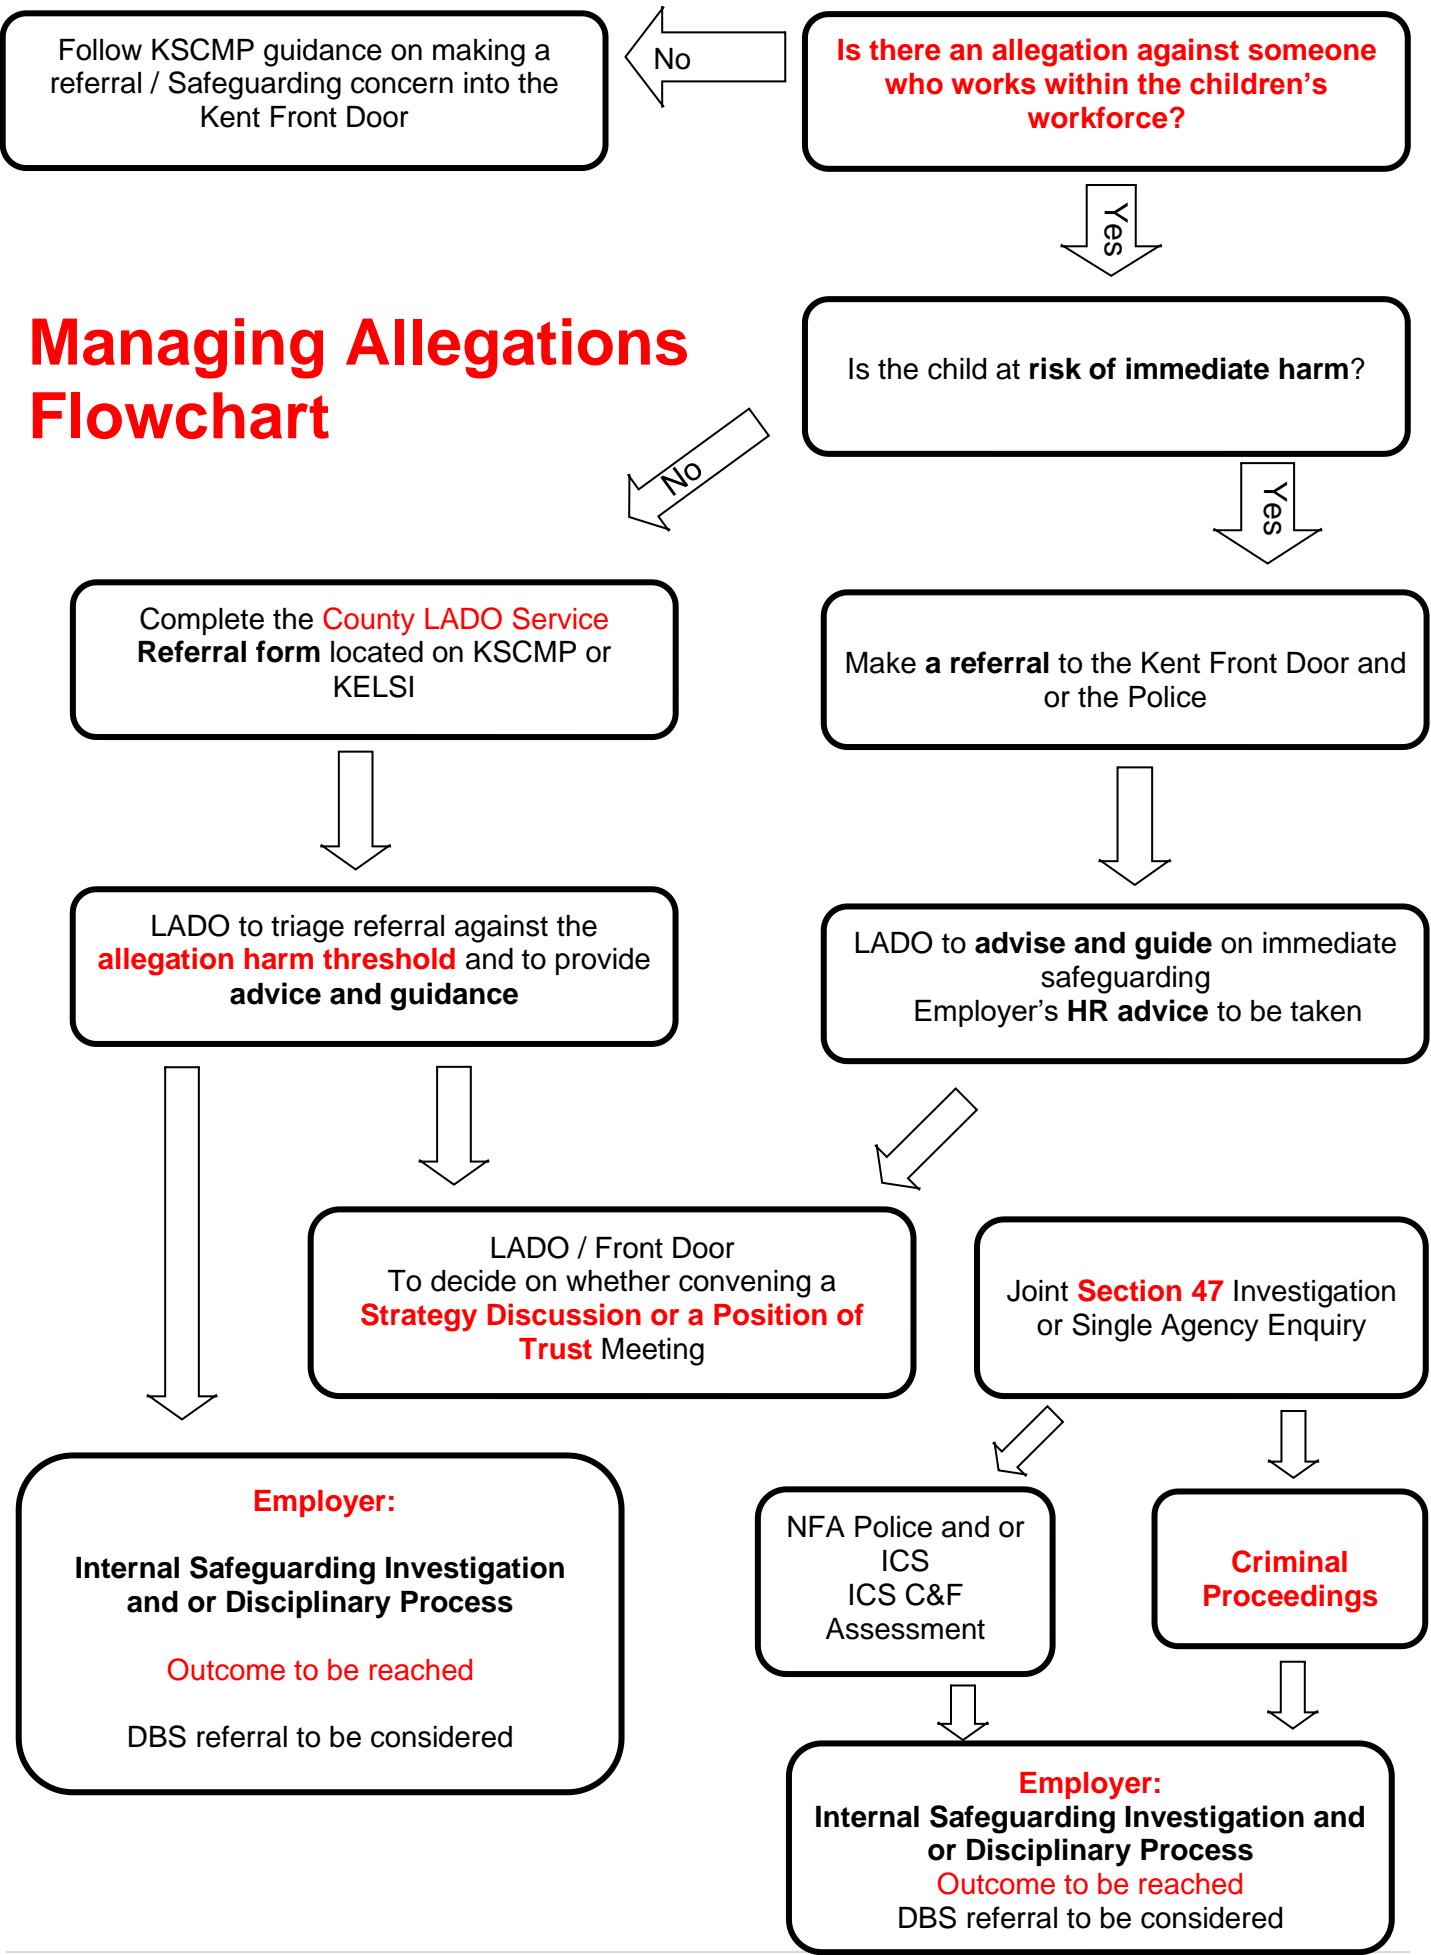 Follow KSCMP guidance on making a
referral / Safeguarding concern into the
Kent Front Door
No
Is there an allegation against someone
who works within the children’s
workforce?
Yes
Managing Allegations
Flowchart
Is the child at risk of immediate harm?
No
Yes
Complete the County LADO Service
Referral form located on KSCMP or
KELSI
Make a referral to the Kent Front Door and
or the Police
LADO to triage referral against the
allegation harm threshold and to provide
advice and guidance
LADO to advise and guide on immediate
safeguarding
Employer’s HR advice to be taken
LADO / Front Door
To decide on whether convening a
Strategy Discussion or a Position of
Trust Meeting
Joint Section 47 Investigation
or Single Agency Enquiry
Employer:
Internal Safeguarding Investigation
and or Disciplinary Process
Outcome to be reached
DBS referral to be considered
NFA Police and or
ICS
ICS C&F
Assessment
Criminal
Proceedings
Employer:
Internal Safeguarding Investigation and
or Disciplinary Process
Outcome to be reached
DBS referral to be considered